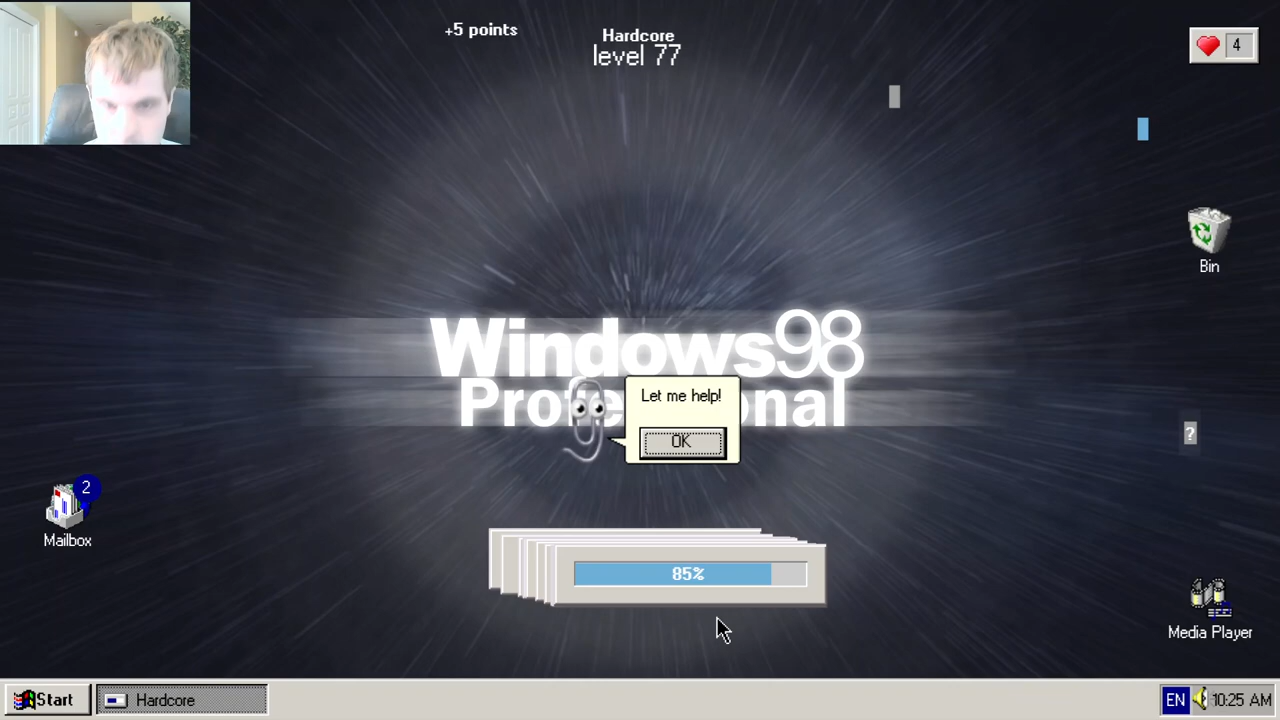 +5 points
Hardcore
level 77
4
Bin
Windows98
Let me help!
OK
?
2
Mailbox
85%
Media Player
Start
Hardcore
EN
10:25 AM